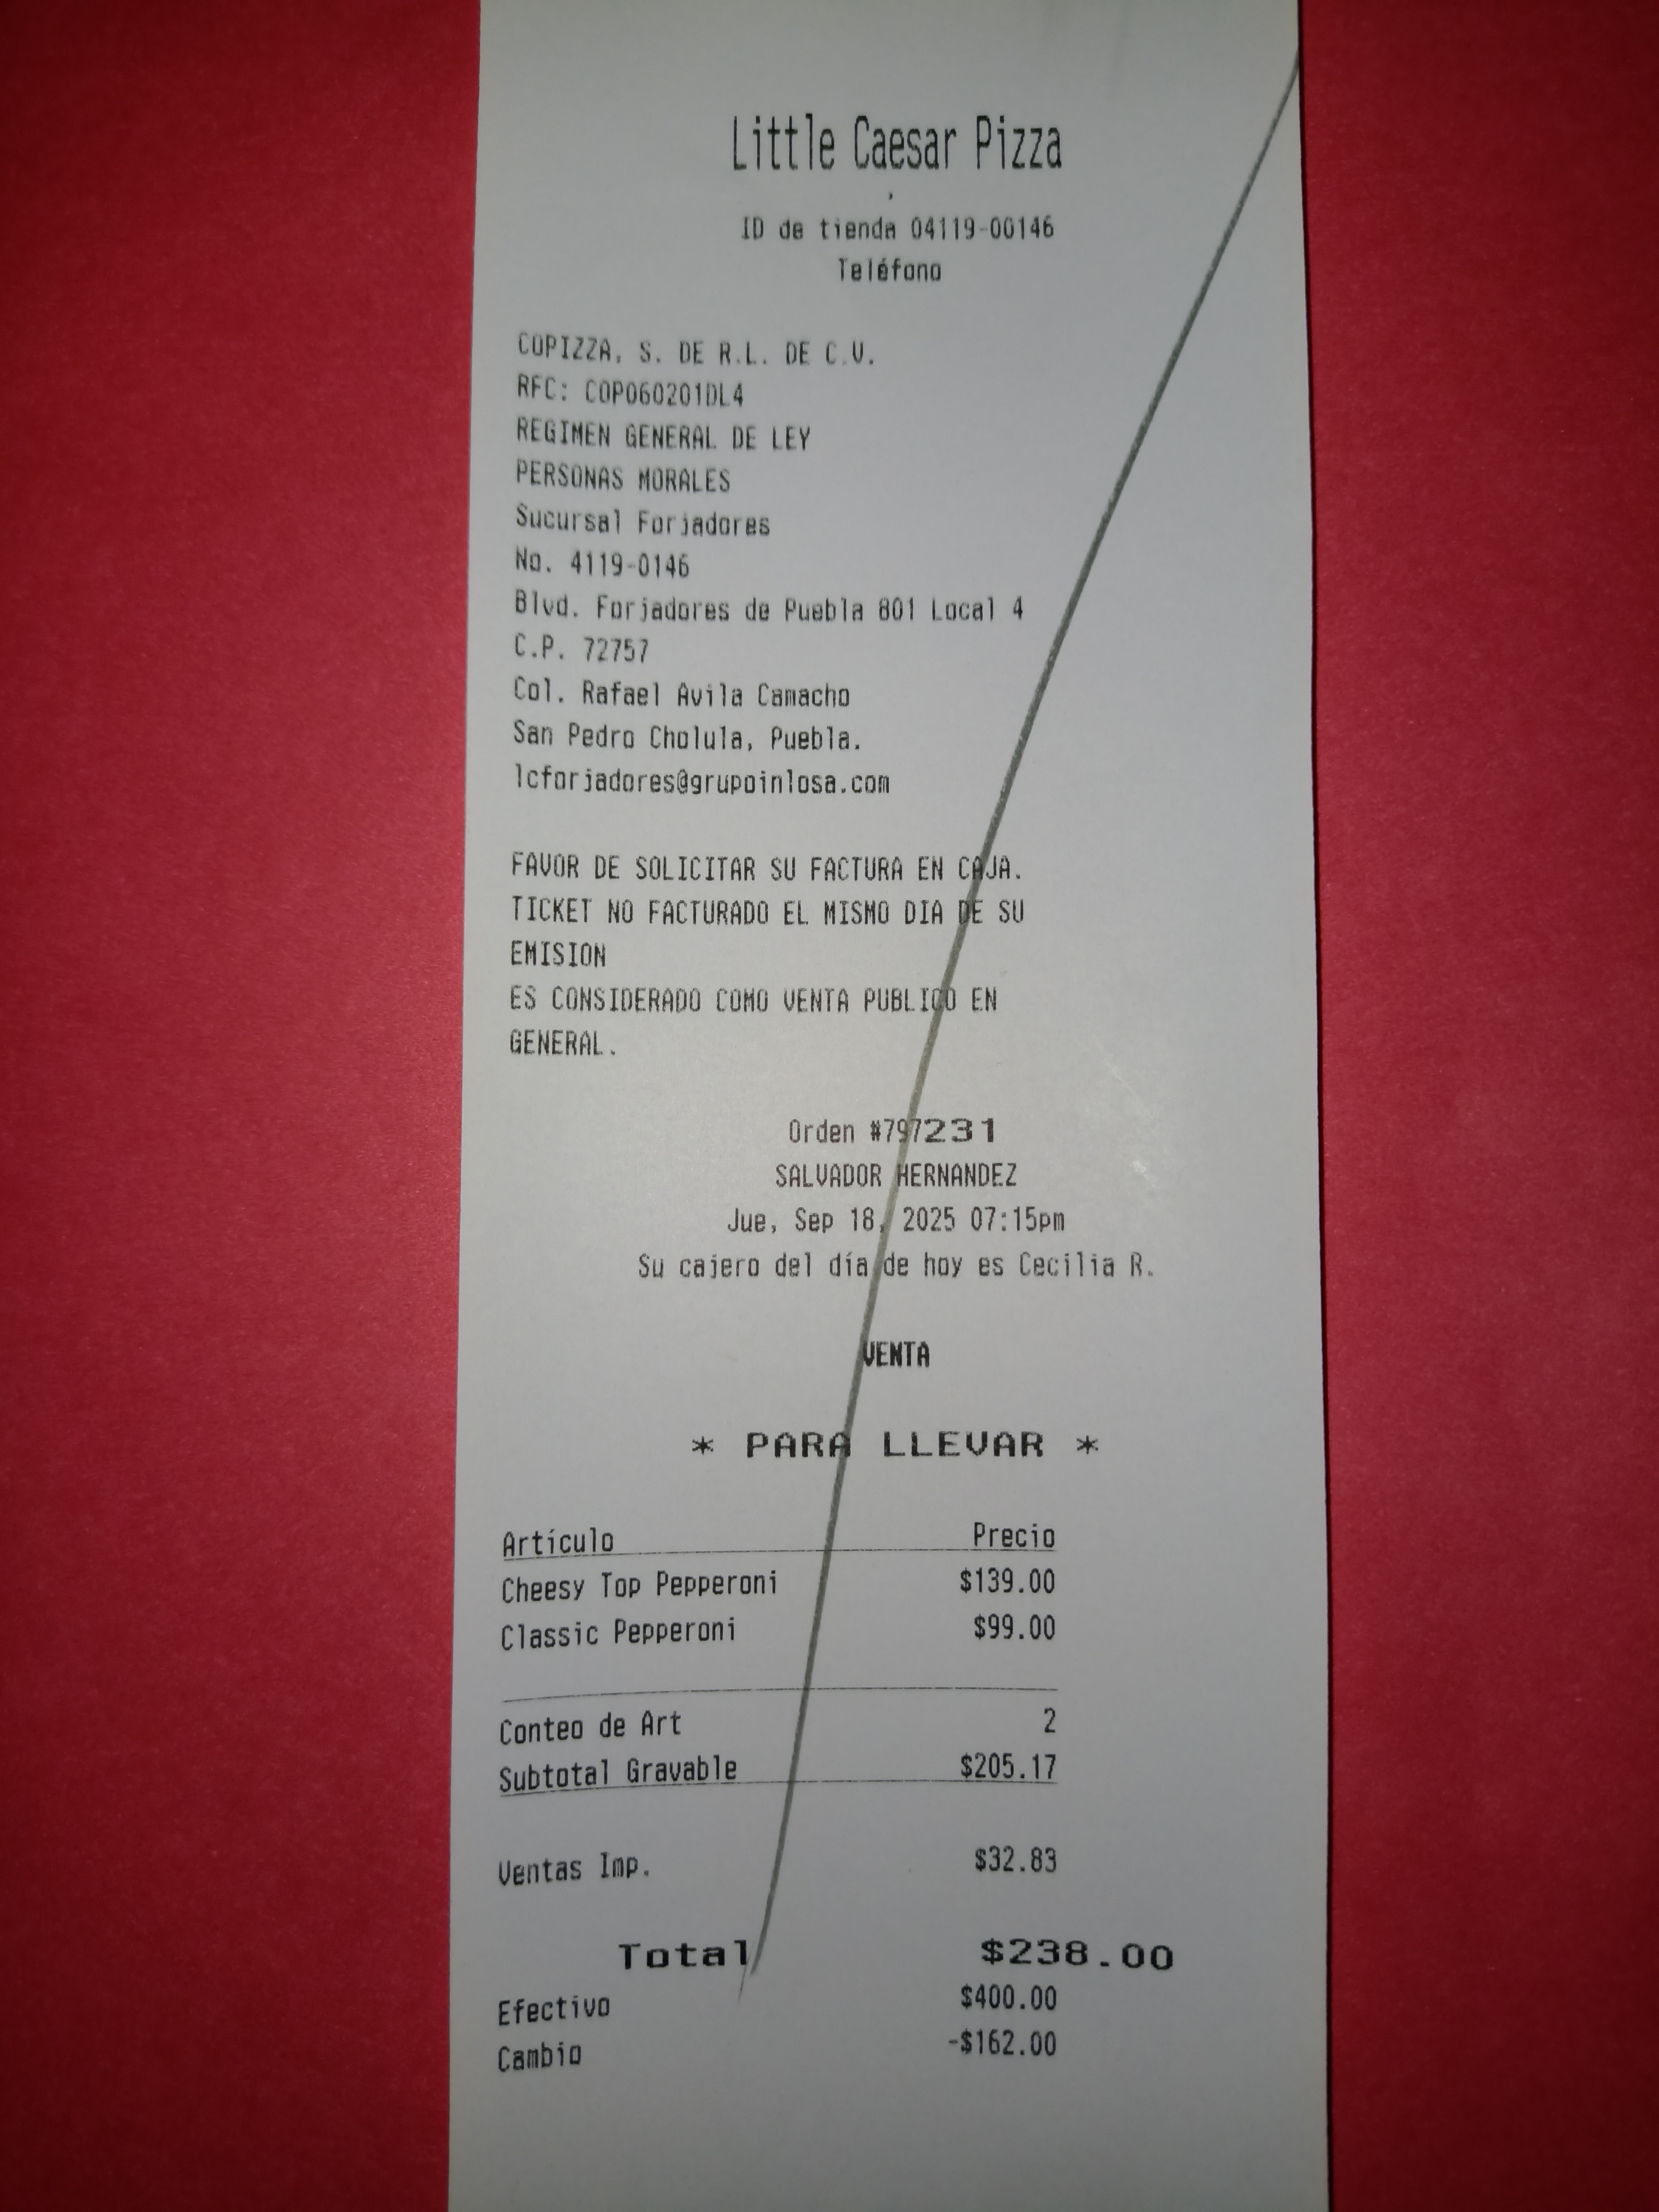 Little Caesar Pizza
.
ID de tienda 04119-00146
Teléfono
COPIZZA, S. DE R.L. DE C.V.
RFC: COP060201DL4
REGIMEN GENERAL DE LEY
PERSONAS MORALES
Sucursal Forjadores
No. 4119-0146
Blvd. Forjadores de Puebla 801 Local 4
C.P. 72757
Col. Rafael Avila Camacho
San Pedro Cholula, Puebla.
lcforjadores@grupoinlosa.com
FAVOR DE SOLICITAR SU FACTURA EN CAJA.
TICKET NO FACTURADO EL MISMO DIA DE SU
EMISION
ES CONSIDERADO COMO VENTA PUBLICO EN
GENERAL.
Orden #797231
SALVADOR HERNANDEZ
Jue, Sep 18, 2025 07:15pm
Su cajero del día de hoy es Cecilia R.
VENTA
* PARA LLEVAR *
Artículo Precio
Cheesy Top Pepperoni $139.00
Classic Pepperoni $99.00
Conteo de Art 2
Subtotal Gravable $205.17
Ventas Imp. $32.83
Total $238.00
Efectivo $400.00
Cambio -$162.00